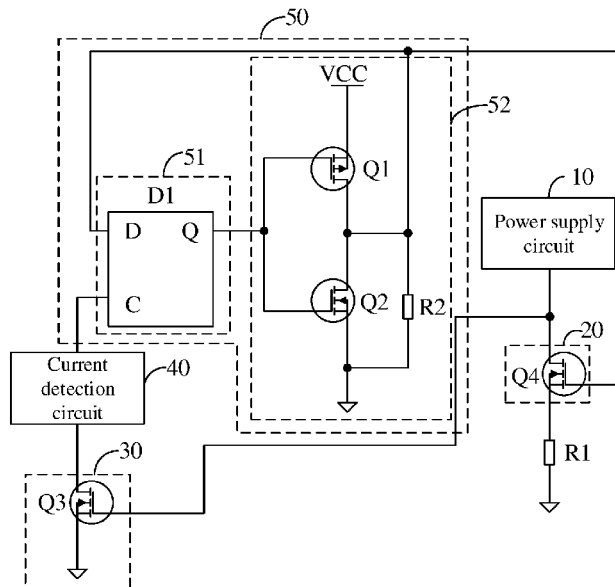 50
VCC
52
51
D1
Q1
10
D
Q
Power supply
circuit
C
Q2
R2
20
Current
detection
circuit
40
Q4
30
R1
Q3